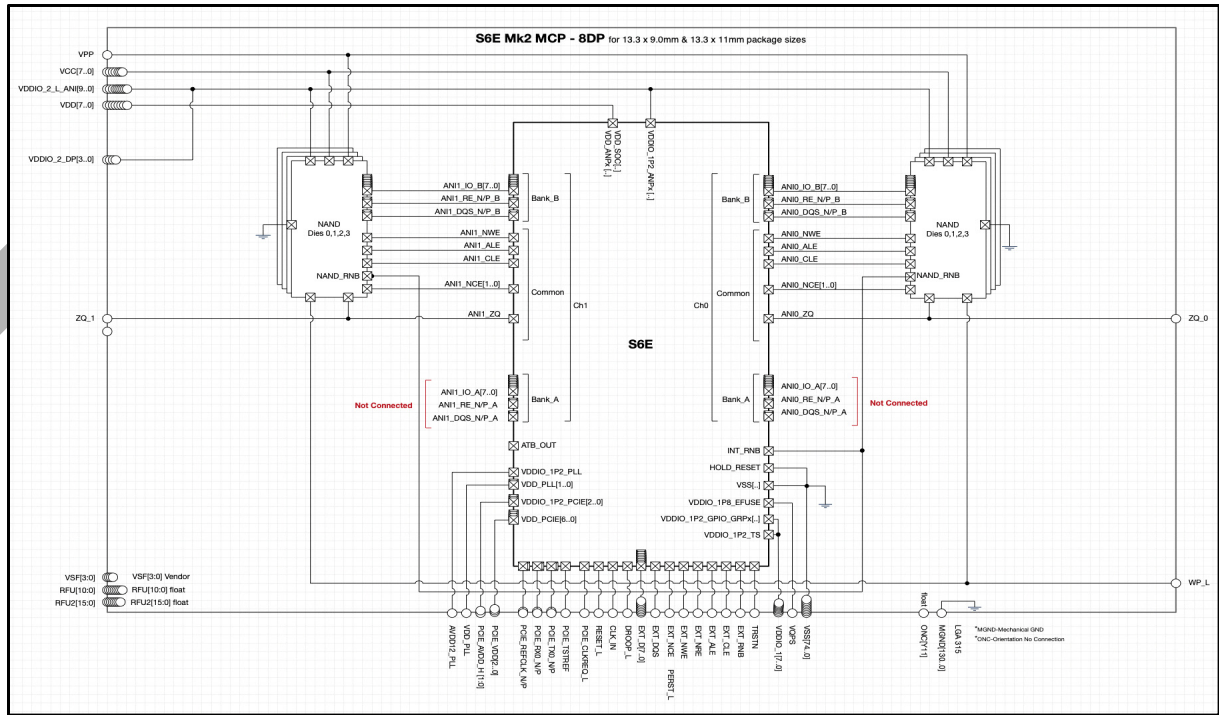 S6E Mk2 MCP - 8DP for 13.3 x 9.0mm & 13.3 x 11mm package sizes
VPP
VCC[7..0]
VDDIO_2_L_ANI[9..0]
VDD[7..0]
VDDIO_2_DP[3..0]
VDD_SOC[..]
VDD_ANPx [..]
VDDIO_1P2_ANPx [..]
NAND
Dies 0,1,2,3
NAND_RNB
ANI1_IO_B[7..0]
ANI1_RE_N/P_B
ANI1_DQS_N/P_B
ANI1_NWE
ANI1_ALE
ANI1_CLE
ANI1_NCE[1..0]
ANI1_ZQ
Bank_B
Common
Ch1
Bank_A
Bank_B
Common
Ch0
Bank_A
ANI0_IO_B[7..0]
ANI0_RE_N/P_B
ANI0_DQS_N/P_B
ANI0_NWE
ANI0_ALE
ANI0_CLE
ANI0_NCE[1..0]
ANI0_ZQ
NAND
Dies 0,1,2,3
NAND_RNB
ZQ_1
ZQ_0
S6E
Not Connected
ANI1_IO_A[7..0]
ANI1_RE_N/P_A
ANI1_DQS_N/P_A
ANI0_IO_A[7..0]
ANI0_RE_N/P_A
ANI0_DQS_N/P_A
Not Connected
ATB_OUT
VDDIO_1P2_PLL
VDD_PLL[1..0]
VDDIO_1P2_PCIE[2..0]
VDD_PCIE[6..0]
INT_RNB
HOLD_RESET
VSS[..]
VDDIO_1P8_EFUSE
VDDIO_1P2_GPIO_GRPx[..]
VDDIO_1P2_TS
VSF[3:0]
VSF[3:0] Vendor
RFU[10:0]
RFU[10:0] float
RFU2[15:0]
RFU2[15:0] float
WP_L
AVDD12_PLL
VDD_PLL
PCIE_AVDD_H [1:0]
PCIE_VDD[2..0]
PCIE_REFCLK_N/P
PCIE_RX0_N/P
PCIE_TX0_N/P
PCIE_TSTREF
PCIE_CLKREQ_L
RESET_L
CLK_IN
DROOP_L
EXT_D[7..0]
EXT_DQS
EXT_NCE PERST_L
EXT_NWE
EXT_NRE
EXT_ALE
EXT_CLE
EXT_RNB
TRSTN
VDDIO_1[7..0]
VQPS
VSS[74..0]
float
ONC[Y11]
MGND[130..0]
LGA 315
*MGND-Mechanical GND
*ONC-Orientation No Connection